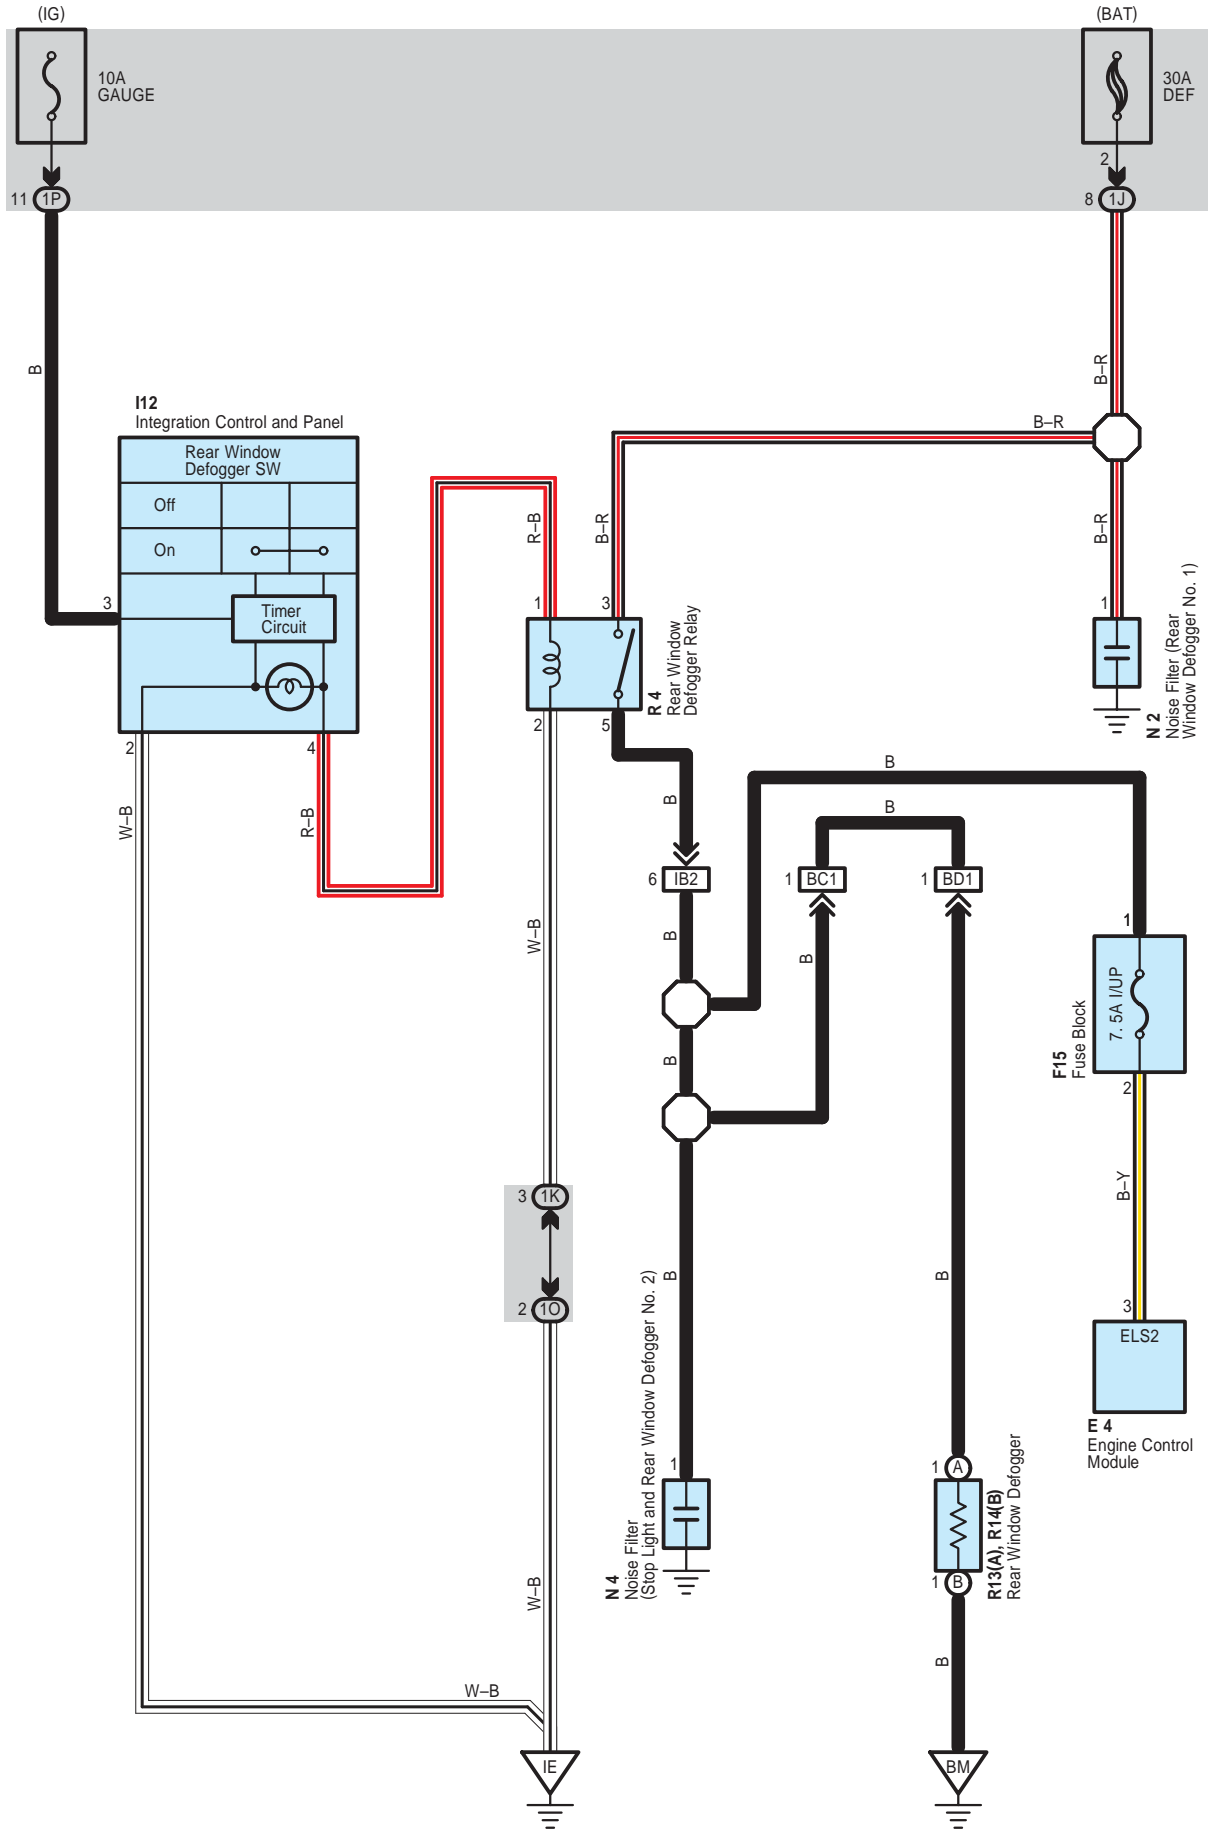 (IG)
(BAT)
10A
GAUGE
30A
DEF
2
11
1P
8
1J
B
B–R
I12
Integration Control and Panel
B–R
Rear Window
Defogger SW
Off
On
R–B
B–R
B–R
3
Timer
Circuit
1
3
1
R 4
Rear Window
Defogger Relay
N 2
Noise Filter (Rear
Window Defogger No. 1)
2
4
2
5
W–B
R–B
B
B
B
6
IB2
1
BC1
1
BD1
W–B
B
B
1
7. 5A I/UP
F15
Fuse Block
B
2
B–Y
3
1K
2
1O
B
B
3
ELS2
E 4
Engine Control
Module
1
N 4
Noise Filter
(Stop Light and Rear Window Defogger No. 2)
1
A
1
B
R13(A), R14(B)
Rear Window Defogger
W–B
B
W–B
IE
BM